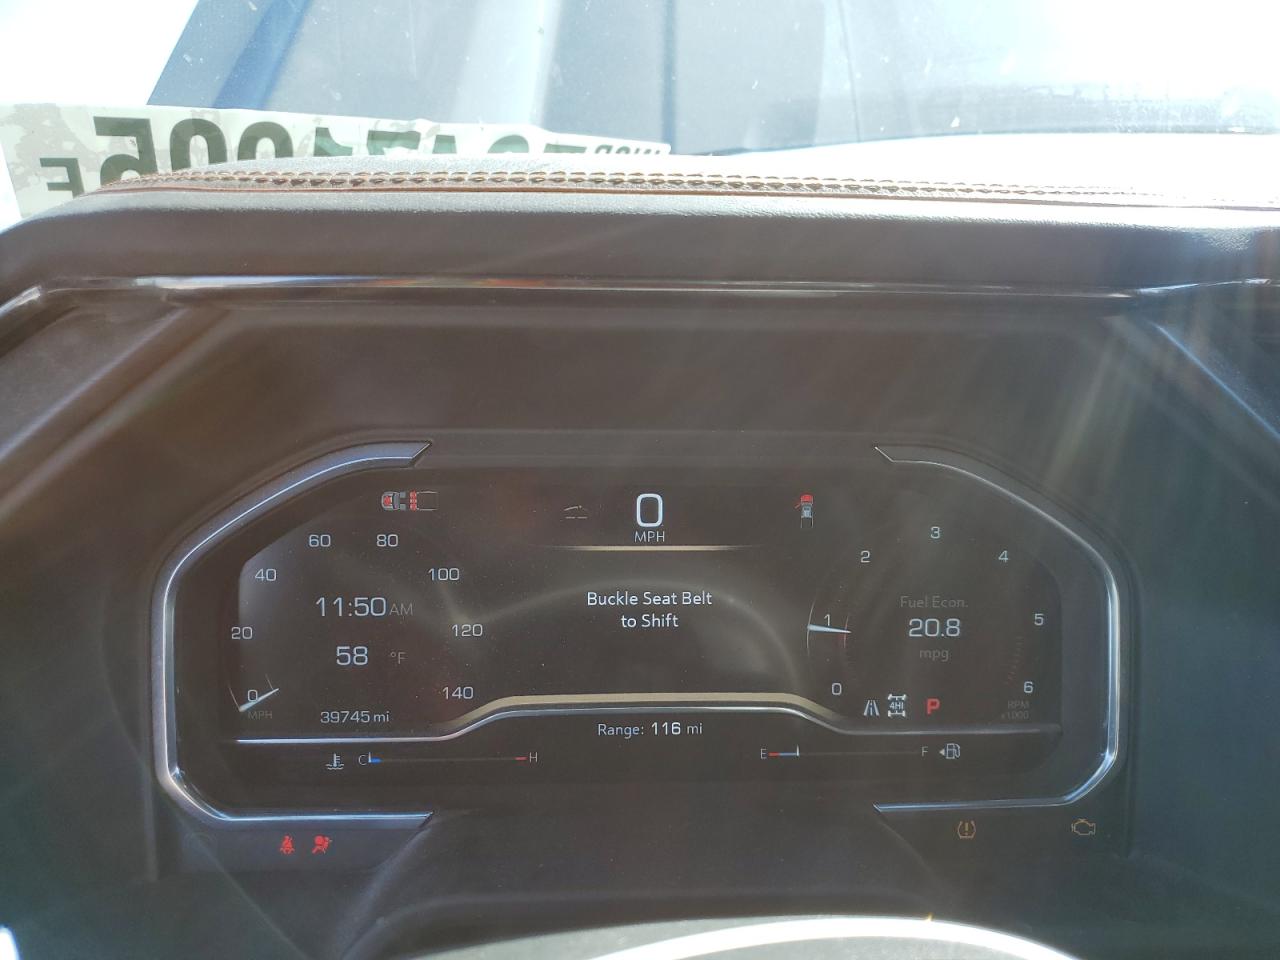 0
MPH
60 80
40 100
20 120
0 140
MPH
11:50 AM
58 °F
39745 mi
Buckle Seat Belt
to Shift
Range: 116 mi
C H
E F
3
2 4
1 5
0 6
Fuel Econ.
20.8
mpg
4HI
P
RPM
x1000